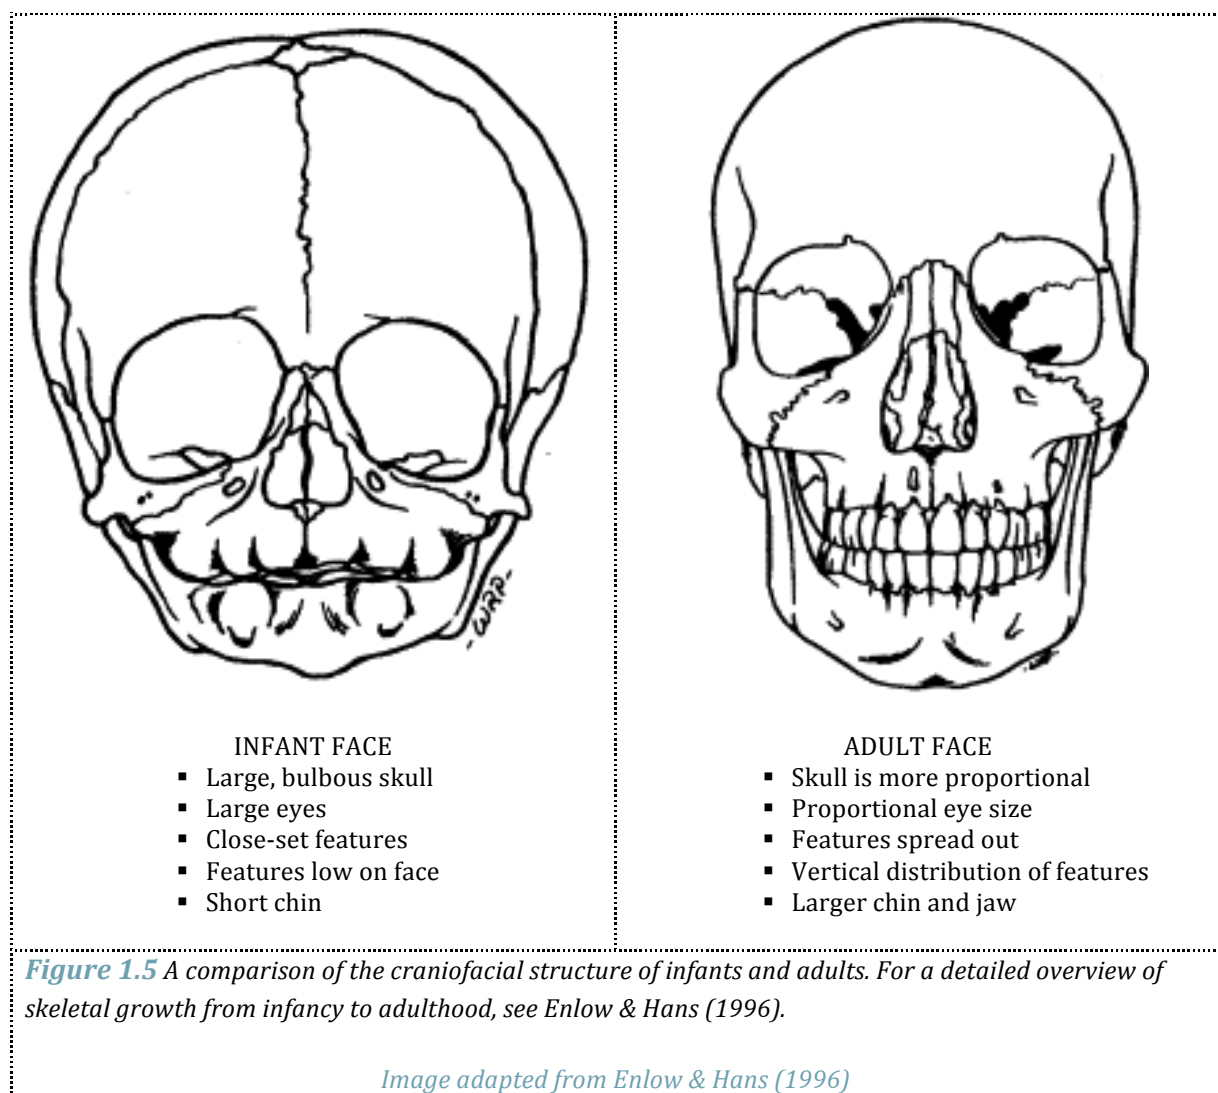 -WRP-
INFANT FACE
▪ Large, bulbous skull
▪ Large eyes
▪ Close-set features
▪ Features low on face
▪ Short chin
ADULT FACE
▪ Skull is more proportional
▪ Proportional eye size
▪ Features spread out
▪ Vertical distribution of features
▪ Larger chin and jaw
Figure 1.5 A comparison of the craniofacial structure of infants and adults. For a detailed overview of
skeletal growth from infancy to adulthood, see Enlow & Hans (1996).
Image adapted from Enlow & Hans (1996)